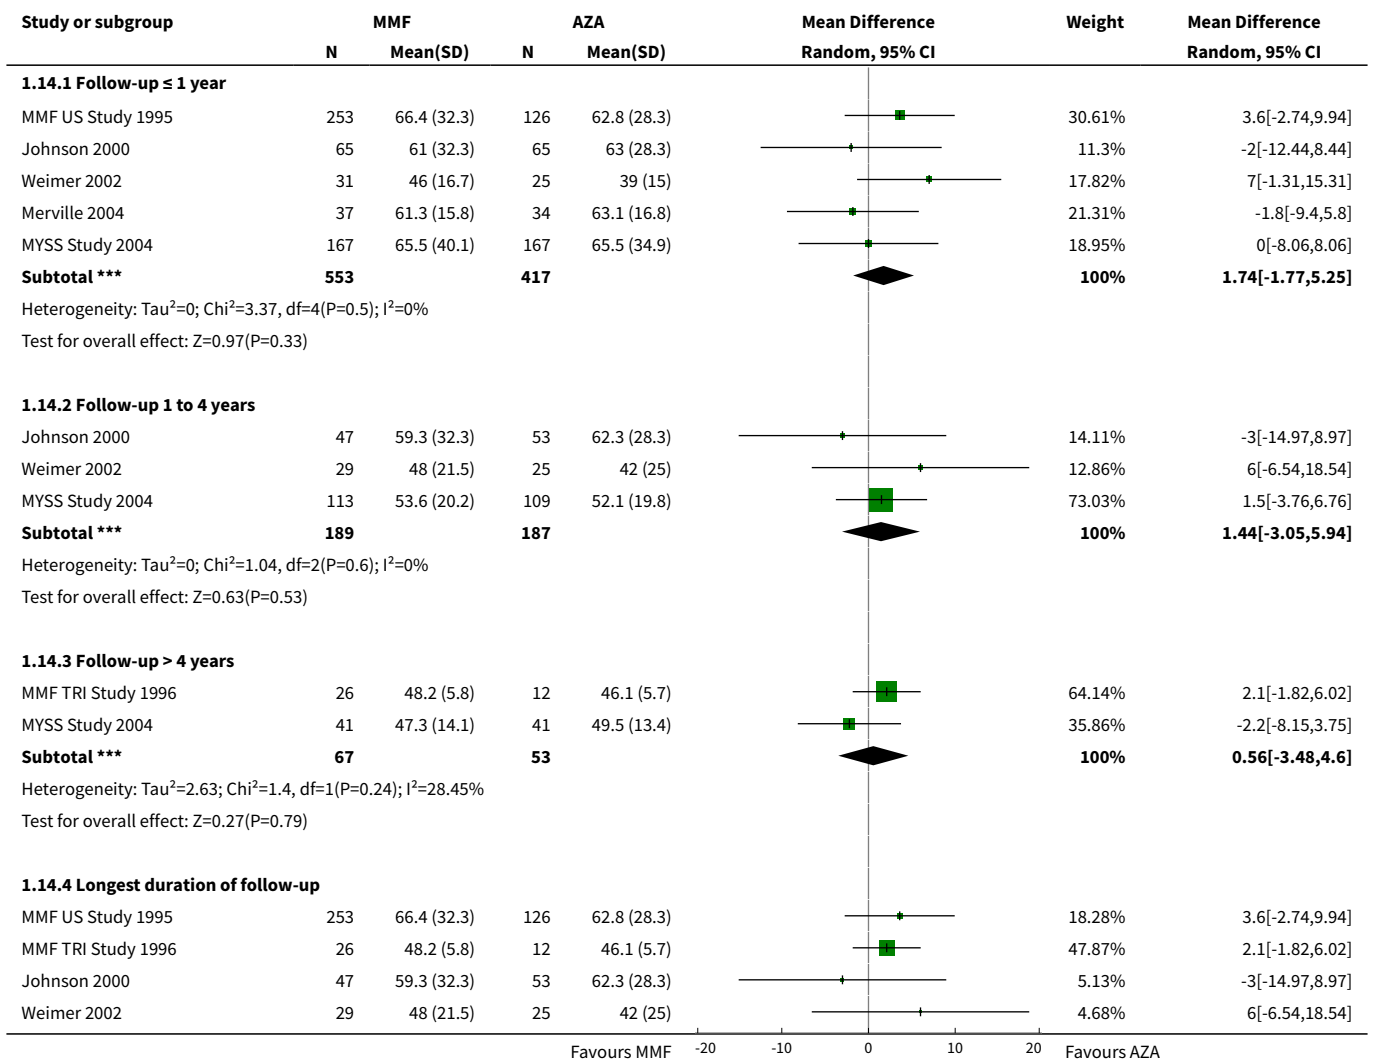 Study or subgroup MMF AZA Mean Difference Weight Mean Difference
N Mean(SD) N Mean(SD) Random, 95% CI Random, 95% CI
1.14.1 Follow-up ≤ 1 year
MMF US Study 1995 253 66.4 (32.3) 126 62.8 (28.3) 30.61% 3.6[-2.74,9.94]
Johnson 2000 65 61 (32.3) 65 63 (28.3) 11.3% -2[-12.44,8.44]
Weimer 2002 31 46 (16.7) 25 39 (15) 17.82% 7[-1.31,15.31]
Merville 2004 37 61.3 (15.8) 34 63.1 (16.8) 21.31% -1.8[-9.4,5.8]
MYSS Study 2004 167 65.5 (40.1) 167 65.5 (34.9) 18.95% 0[-8.06,8.06]
Subtotal *** 553 417 100% 1.74[-1.77,5.25]
Heterogeneity: Tau²=0; Chi²=3.37, df=4(P=0.5); I²=0%
Test for overall effect: Z=0.97(P=0.33)
1.14.2 Follow-up 1 to 4 years
Johnson 2000 47 59.3 (32.3) 53 62.3 (28.3) 14.11% -3[-14.97,8.97]
Weimer 2002 29 48 (21.5) 25 42 (25) 12.86% 6[-6.54,18.54]
MYSS Study 2004 113 53.6 (20.2) 109 52.1 (19.8) 73.03% 1.5[-3.76,6.76]
Subtotal *** 189 187 100% 1.44[-3.05,5.94]
Heterogeneity: Tau²=0; Chi²=1.04, df=2(P=0.6); I²=0%
Test for overall effect: Z=0.63(P=0.53)
1.14.3 Follow-up > 4 years
MMF TRI Study 1996 26 48.2 (5.8) 12 46.1 (5.7) 64.14% 2.1[-1.82,6.02]
MYSS Study 2004 41 47.3 (14.1) 41 49.5 (13.4) 35.86% -2.2[-8.15,3.75]
Subtotal *** 67 53 100% 0.56[-3.48,4.6]
Heterogeneity: Tau²=2.63; Chi²=1.4, df=1(P=0.24); I²=28.45%
Test for overall effect: Z=0.27(P=0.79)
1.14.4 Longest duration of follow-up
MMF US Study 1995 253 66.4 (32.3) 126 62.8 (28.3) 18.28% 3.6[-2.74,9.94]
MMF TRI Study 1996 26 48.2 (5.8) 12 46.1 (5.7) 47.87% 2.1[-1.82,6.02]
Johnson 2000 47 59.3 (32.3) 53 62.3 (28.3) 5.13% -3[-14.97,8.97]
Weimer 2002 29 48 (21.5) 25 42 (25) 4.68% 6[-6.54,18.54]
Favours MMF -20 -10 0 10 20 Favours AZA